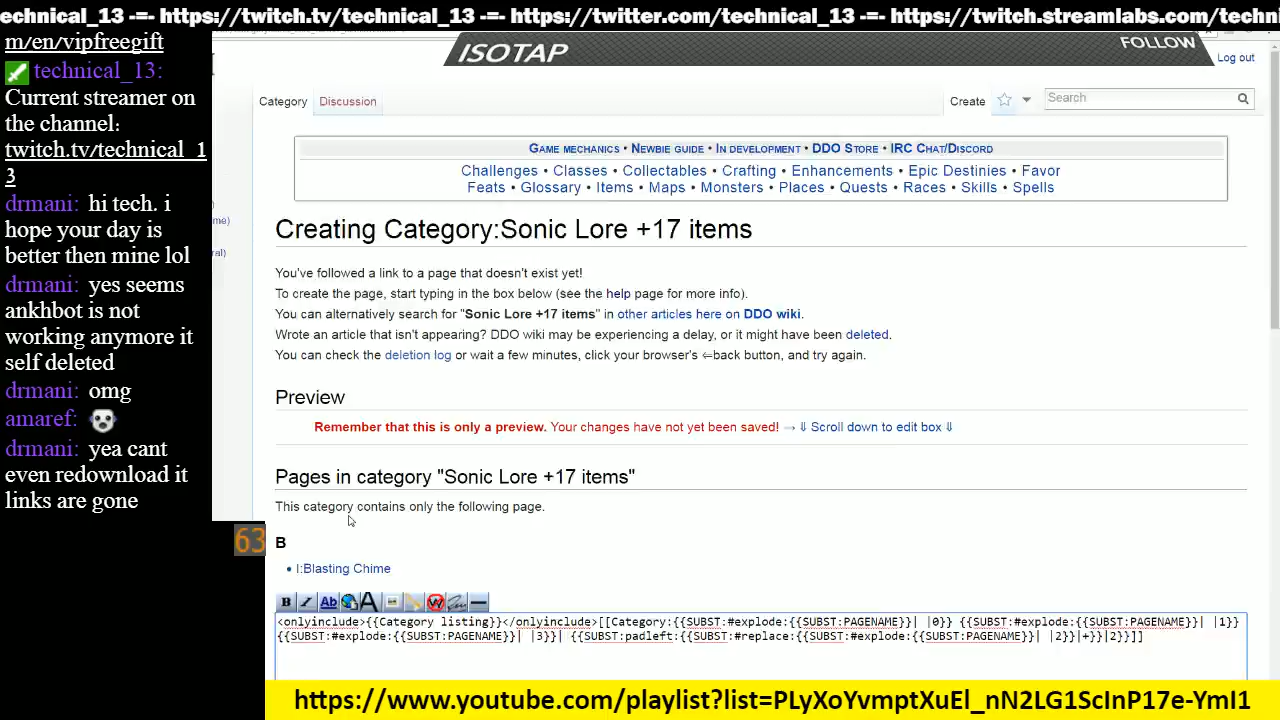 echnical_13 -=- https://twitch.tv/technical_13 -=- https://twitter.com/technical_13 -=- https://twitch.streamlabs.com/techni
m/en/vipfreegift
technical_13:
Current streamer on
the channel:
twitch.tv/technical_1
3
drmani: hi tech. i
hope your day is
better then mine lol
drmani: yes seems
ankhbot is not
working anymore it
self deleted
drmani: omg
amaref:
drmani: yea cant
even redownload it
links are gone
63
ISOTAP
FOLLOW
Log out
Category Discussion
Create
Search
Game mechanics • Newbie guide • In development • DDO Store • IRC Chat/Discord
Challenges • Classes • Collectables • Crafting • Enhancements • Epic Destinies • Favor
Feats • Glossary • Items • Maps • Monsters • Places • Quests • Races • Skills • Spells
Creating Category:Sonic Lore +17 items
You've followed a link to a page that doesn't exist yet!
To create the page, start typing in the box below (see the help page for more info).
You can alternatively search for "Sonic Lore +17 items" in other articles here on DDO wiki.
Wrote an article that isn't appearing? DDO wiki may be experiencing a delay, or it might have been deleted.
You can check the deletion log or wait a few minutes, click your browser's ⇐back button, and try again.
Preview
Remember that this is only a preview. Your changes have not yet been saved! → ⇓ Scroll down to edit box ⇓
Pages in category "Sonic Lore +17 items"
This category contains only the following page.
B
• I:Blasting Chime
B I Ab A W
<onlyinclude>{{Category listing}}</onlyinclude>[[Category:{{SUBST:#explode:{{SUBST:PAGENAME}}| |0}} {{SUBST:#explode:{{SUBST:PAGENAME}}| |1}}
{{SUBST:#explode:{{SUBST:PAGENAME}}| |3}}| {{SUBST:padleft:{{SUBST:#replace:{{SUBST:#explode:{{SUBST:PAGENAME}}| |2}}|+}}|2}}]]
https://www.youtube.com/playlist?list=PLyXoYvmptXuEl_nN2LG1ScInP17e-YmI1